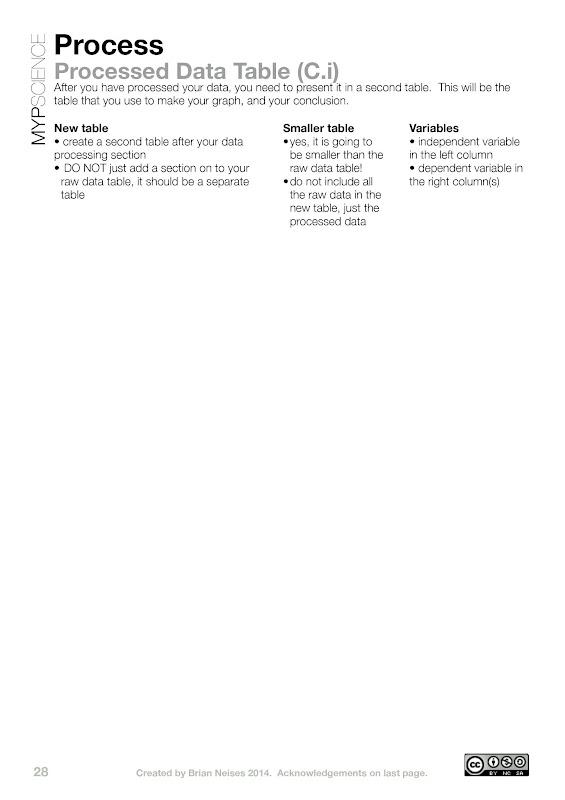 MYPSCIENCE
Process
Processed Data Table (C.i)
After you have processed your data, you need to present it in a second table.  This will be the
table that you use to make your graph, and your conclusion.
New table
• create a second table after your data
processing section
• DO NOT just add a section on to your
raw data table, it should be a separate
table
Smaller table
•yes, it is going to
be smaller than the
raw data table!
•do not include all
the raw data in the
new table, just the
processed data
Variables
• independent variable
in the left column
• dependent variable in
the right column(s)
28
Created by Brian Neises 2014.  Acknowledgements on last page.
cc
BY NC SA